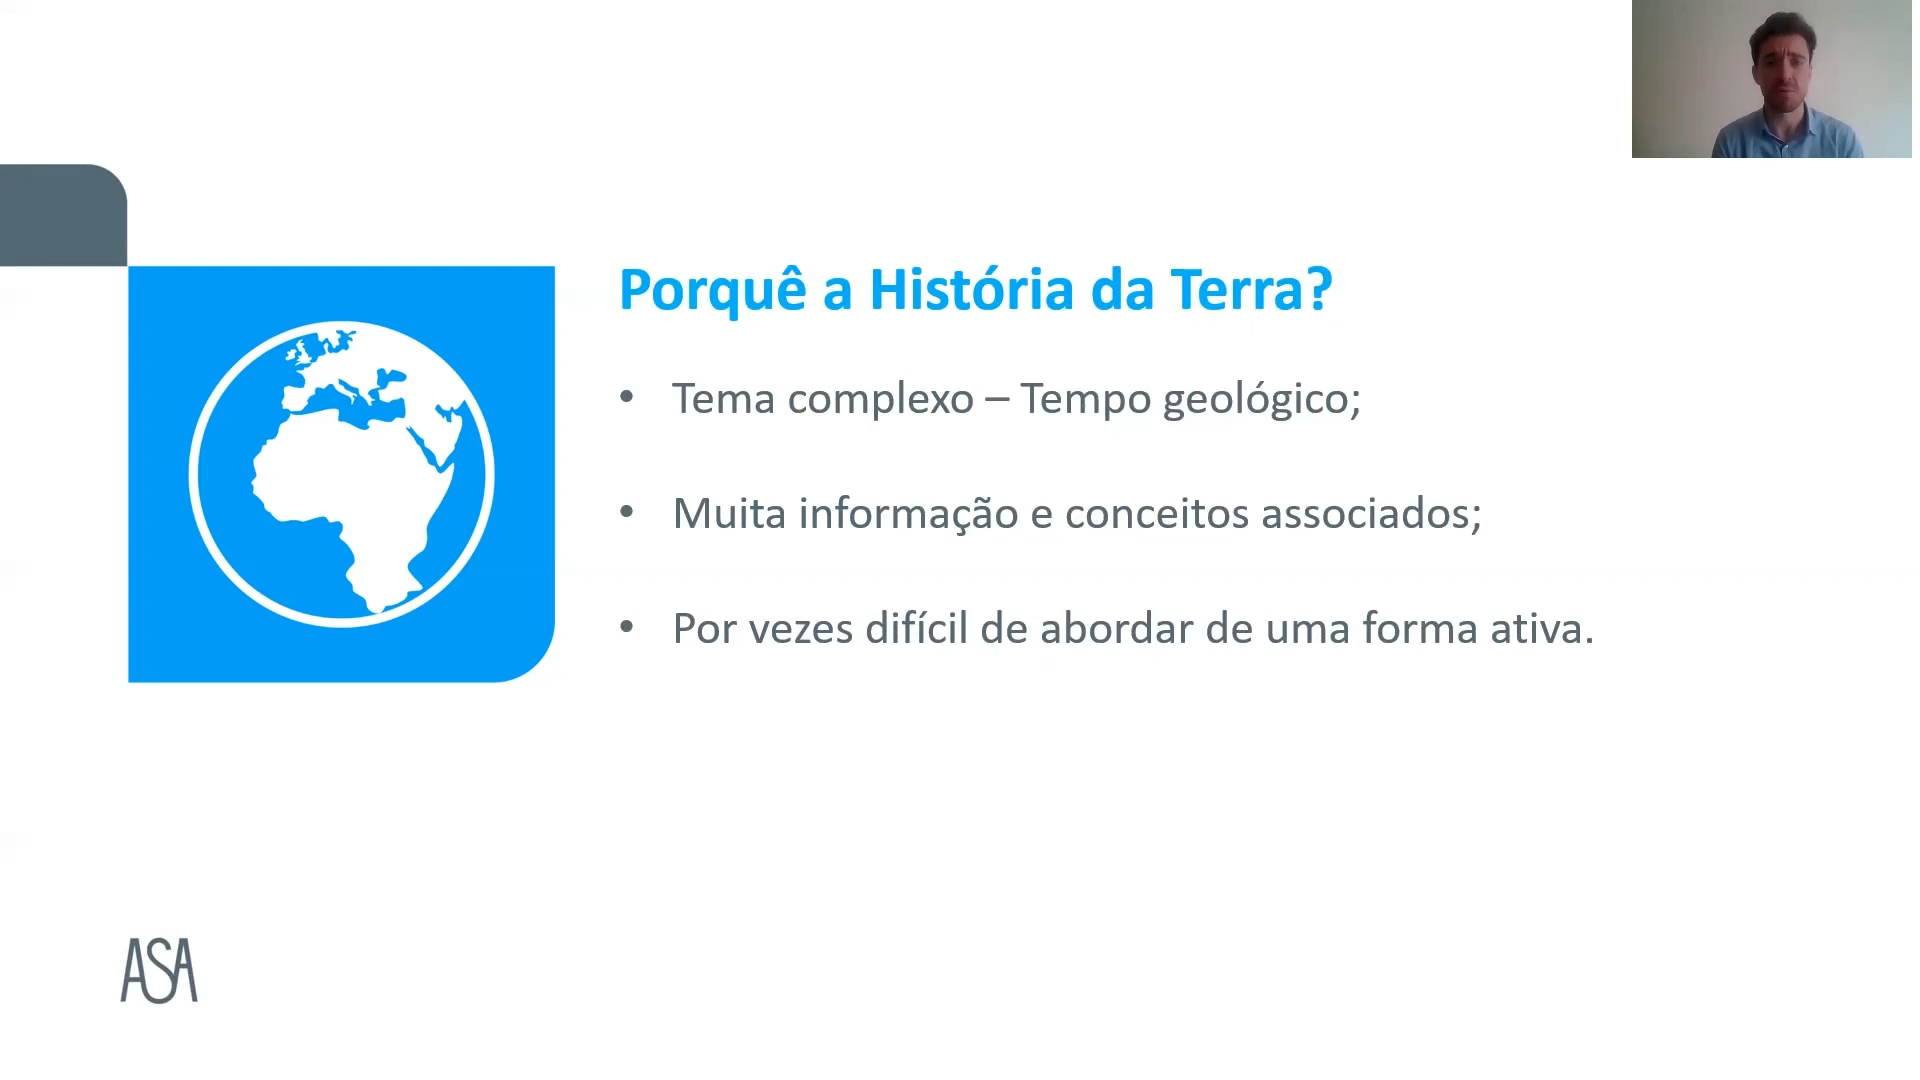 Porquê a História da Terra?
• Tema complexo – Tempo geológico;
• Muita informação e conceitos associados;
• Por vezes difícil de abordar de uma forma ativa.
ASA